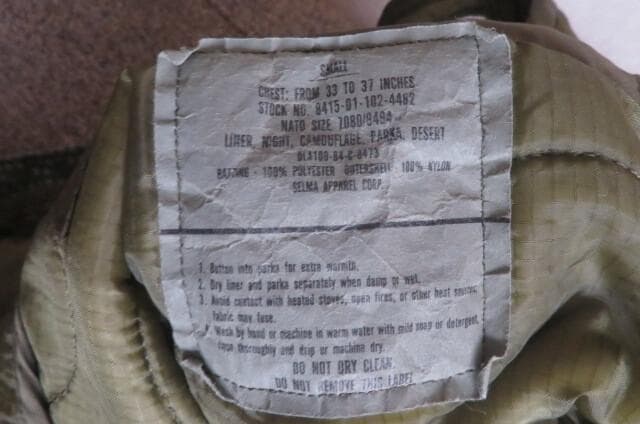 SMALL
CHEST: FROM 33 TO 37 INCHES
STOCK NO. 8415-01-102-4482
NATO SIZE 7080/8494
LINER, NIGHT, CAMOUFLAGE, PARKA, DESERT
DLA100-84-C-0473
BATTING - 100% POLYESTER OUTERSHELL: 100% NYLON
SELMA APPAREL CORP.
1. Button into parka for extra warmth.
2. Dry liner and parka separately when damp or wet.
3. Avoid contact with heated stoves, open fires, or other heat sources,
fabric may fuse.
Wash by hand or machine in warm water with mild soap or detergent,
thoroughly and drip or machine dry.
DO NOT DRY CLEAN
DO NOT REMOVE THIS LABEL